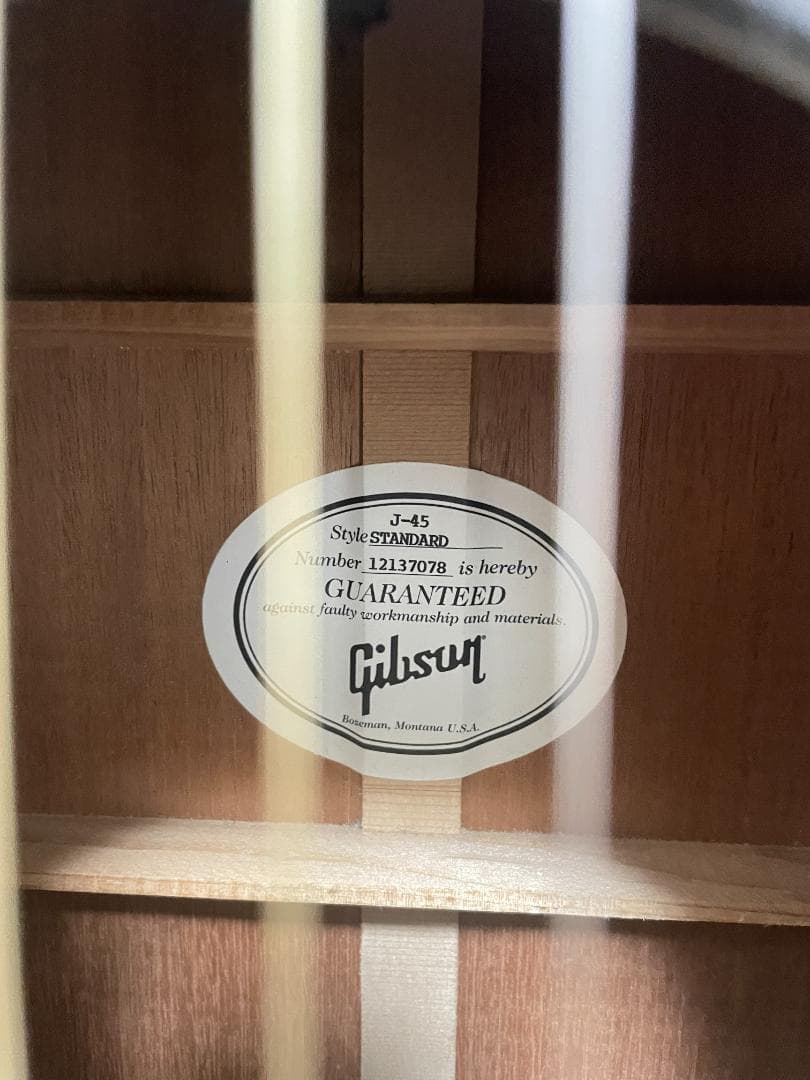 J-45
Style STANDARD
Number 12137078 is hereby
GUARANTEED
against faulty workmanship and materials.
Gibson
Bozeman, Montana U.S.A.